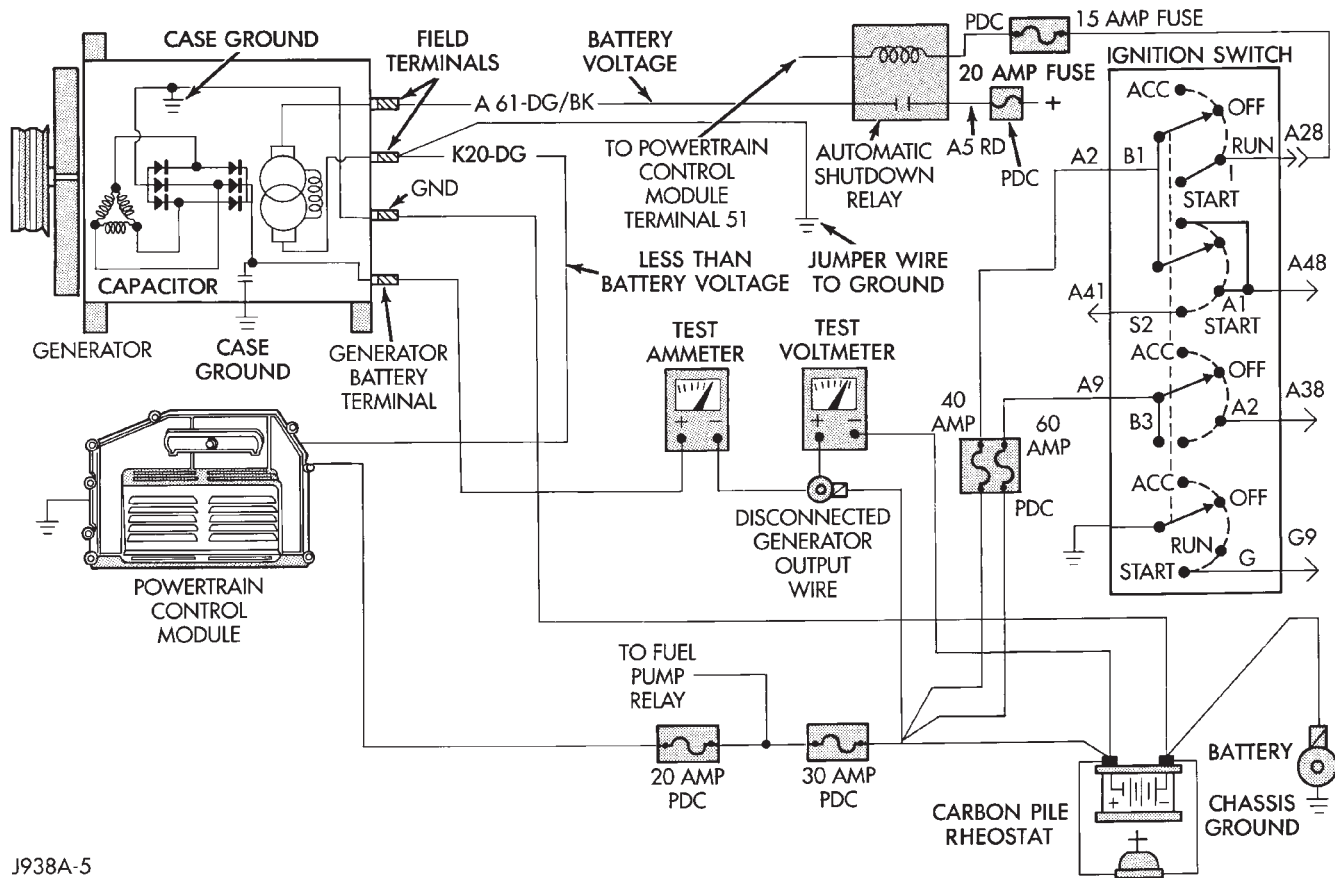 CASE GROUND
FIELD
TERMINALS
BATTERY
VOLTAGE
PDC
15 AMP FUSE
IGNITION SWITCH
20 AMP FUSE
ACC
OFF
A 61-DG/BK
+
TO POWERTRAIN
CONTROL
MODULE
TERMINAL 51
AUTOMATIC
SHUTDOWN
RELAY
A5 RD
PDC
A2
B1
RUN
A28
I
START
K20-DG
GND
CAPACITOR
LESS THAN
BATTERY VOLTAGE
JUMPER WIRE
TO GROUND
A48
A41
A1
S2
START
GENERATOR
CASE
GROUND
GENERATOR
BATTERY
TERMINAL
TEST
AMMETER
TEST
VOLTMETER
+ −
+ −
40
AMP
60
AMP
PDC
ACC
OFF
A9
B3
A2
A38
ACC
OFF
RUN
START
G
G9
DISCONNECTED
GENERATOR
OUTPUT
WIRE
POWERTRAIN
CONTROL
MODULE
TO FUEL
PUMP
RELAY
20 AMP
PDC
30 AMP
PDC
CARBON PILE
RHEOSTAT
+ −
BATTERY
CHASSIS
GROUND
J938A-5